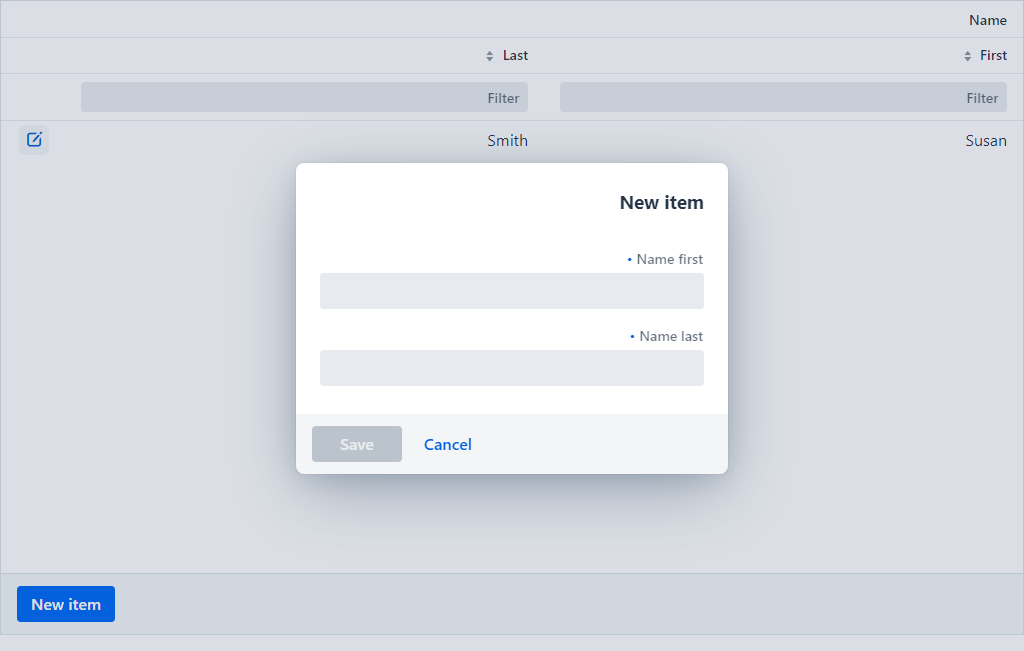 Name
Last First
Filter Filter
Smith Susan
New item
• Name first
• Name last
Save Cancel
New item